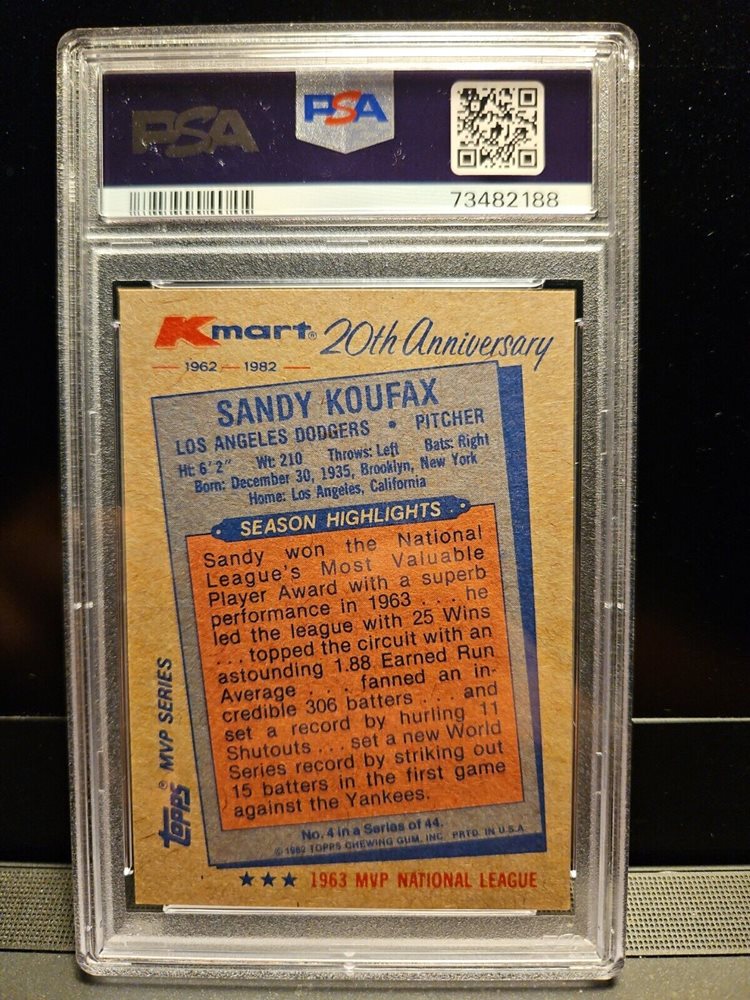 PSA
PSA
73482188
Kmart® 20th Anniversary
1962 — 1982
SANDY KOUFAX
LOS ANGELES DODGERS • PITCHER
Ht: 6' 2" Wt: 210 Throws: Left Bats: Right
Born: December 30, 1935, Brooklyn, New York
Home: Los Angeles, California
SEASON HIGHLIGHTS
Sandy won the National
League's Most Valuable
Player Award with a superb
performance in 1963 . . . he
led the league with 25 Wins
. . . topped the circuit with an
astounding 1.88 Earned Run
Average . . . fanned an in-
credible 306 batters . . . and
set a record by hurling 11
Shutouts . . . set a new World
Series record by striking out
15 batters in the first game
against the Yankees.
No. 4 in a Series of 44.
© 1982 TOPPS CHEWING GUM, INC. PRTD. IN U.S.A.
TOPPS® MVP SERIES
★★★ 1963 MVP NATIONAL LEAGUE